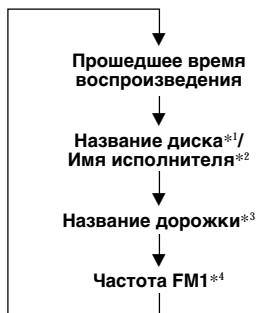 Прошедшее время
воспроизведения
Название диска*1/
Имя исполнителя*2
Название дорожки*3
Частота FM1*4